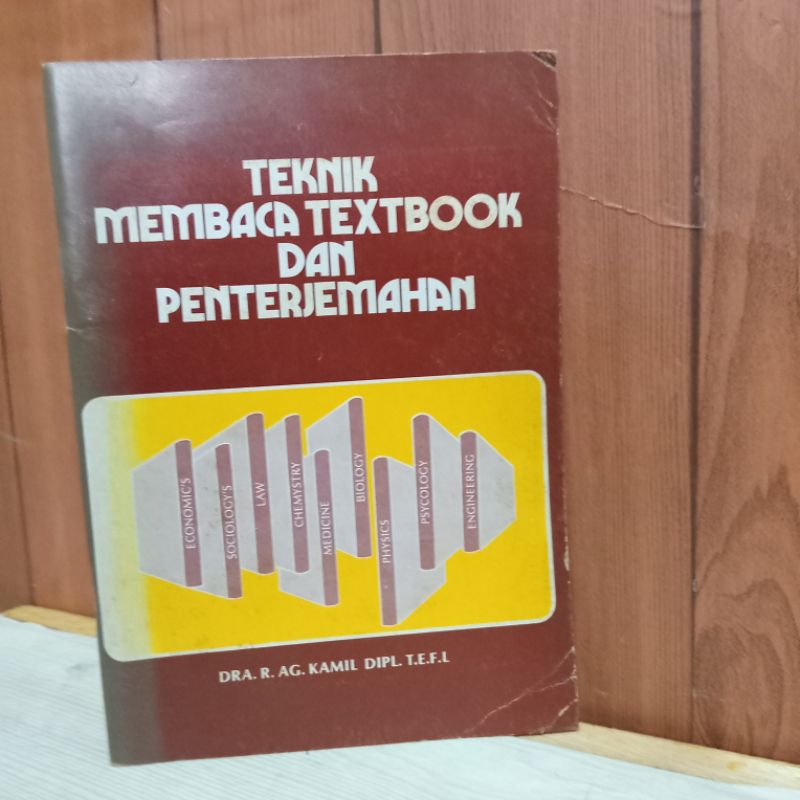 TEKNIK
MEMBACA TEXTBOOK
DAN
PENTERJEMAHAN
ECONOMIC'S
SOCIOLOGY'S
LAW
CHEMYSTRY
MEDICINE
BIOLOGY
PHYSICS
PSYCOLOGY
ENGINEERING
DRA. R. AG. KAMIL DIPL. T.E.F.L